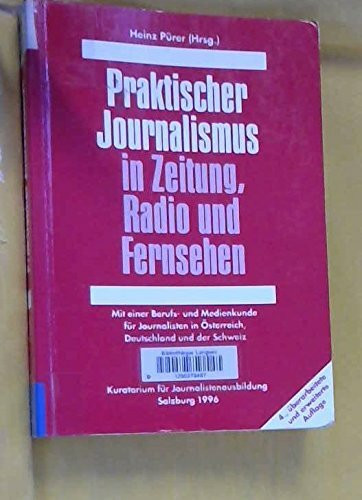 Heinz Pürer (Hrsg.)
Praktischer
Journalismus
in Zeitung,
Radio und
Fernsehen
Mit einer Berufs- und Medienkunde
für Journalisten in Österreich,
Deutschland und der Schweiz
Kuratorium für Journalistenausbildung
Salzburg 1996
4., überarbeitete
und erweiterte
Auflage